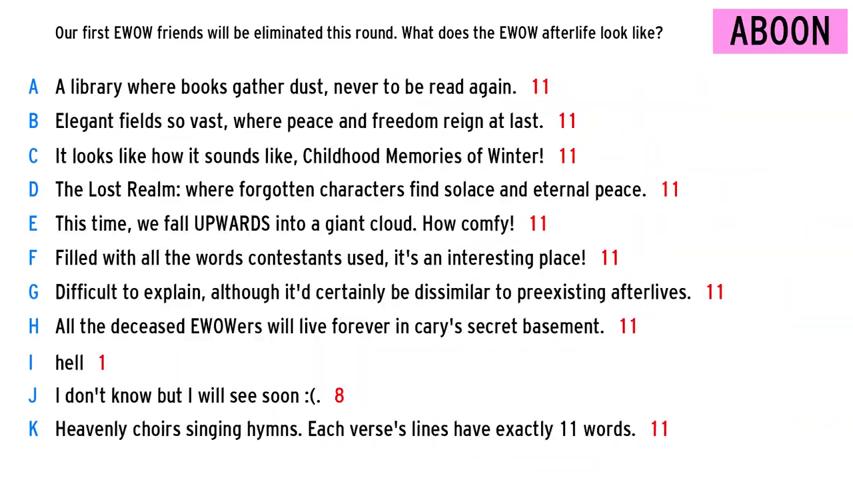 Our first EWOW friends will be eliminated this round. What does the EWOW afterlife look like?
ABOON
A A library where books gather dust, never to be read again. 11
B Elegant fields so vast, where peace and freedom reign at last. 11
C It looks like how it sounds like, Childhood Memories of Winter! 11
D The Lost Realm: where forgotten characters find solace and eternal peace. 11
E This time, we fall UPWARDS into a giant cloud. How comfy! 11
F Filled with all the words contestants used, it's an interesting place! 11
G Difficult to explain, although it'd certainly be dissimilar to preexisting afterlives. 11
H All the deceased EWOWers will live forever in cary's secret basement. 11
I hell 1
J I don't know but I will see soon :(. 8
K Heavenly choirs singing hymns. Each verse's lines have exactly 11 words. 11